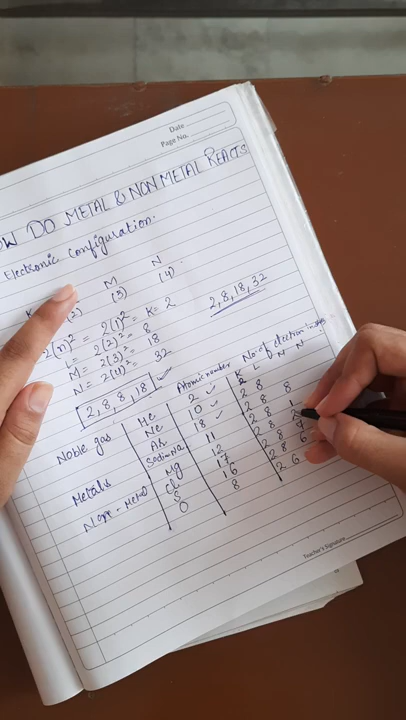 Date
Page No.
HOW DO METAL & NON METAL REACTS
Electronic Configuration.
K (2) M (3) N (4)
2(n)² = 2(1)² = K = 2
L = 2(2)² = 8
M = 2(3)² = 18
N = 2(4)² = 32
2,8,18,32
2,8,8,18 ✓
Atomic number No. of electron in
K L M N
Noble gas He 2 ✓ 2
Ne 10 ✓ 2 8
Ar 18 ✓ 2 8 8
Metals Sodium Na 11 2 8 1
Mg 12 2 8 2
Non-Metal Cl 17 2 8 7
S 16 2 8 6
O 8 2 6
Teacher's Signature